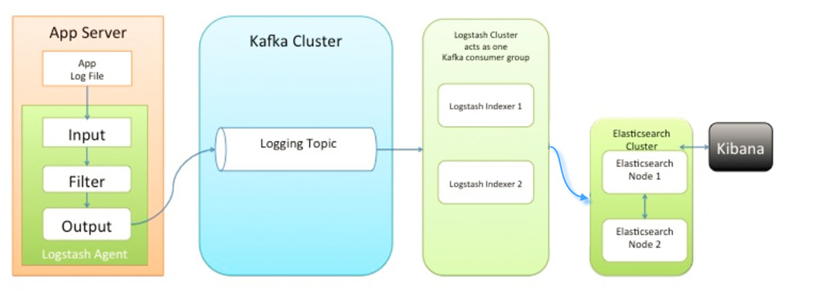 App Server
App
Log File
Input
Filter
Output
Logstash Agent
Kafka Cluster
Logging Topic
Logstash Cluster
acts as one
Kafka consumer group
Logstash Indexer 1
Logstash Indexer 2
Elasticsearch
Cluster
Elasticsearch
Node 1
Elasticsearch
Node 2
Kibana